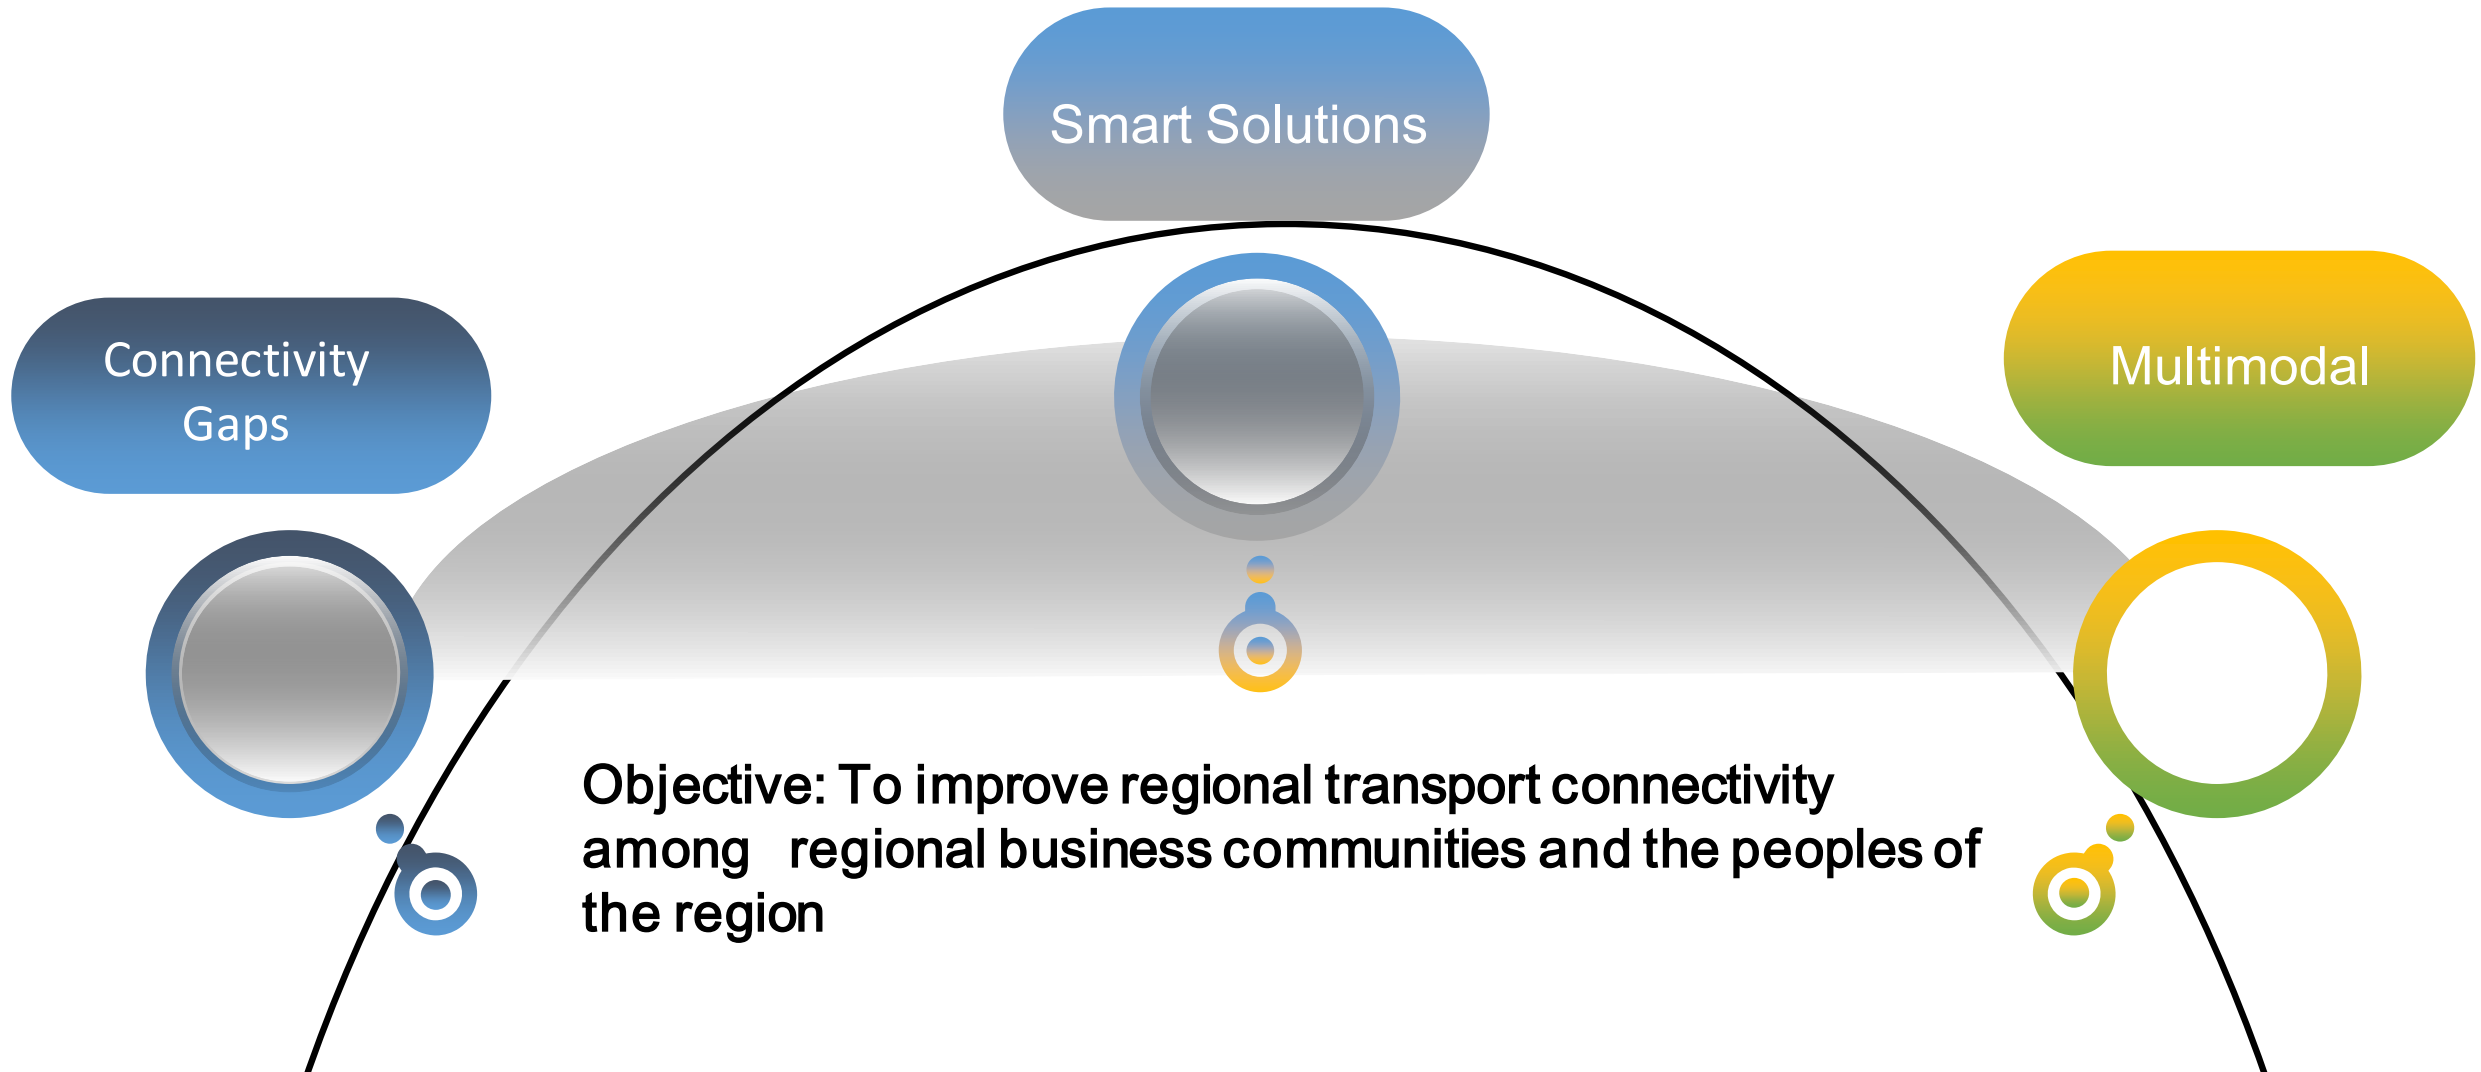 Smart Solutions
Connectivity
Gaps
Multimodal
Objective: To improve regional transport connectivity
among regional business communities and the peoples of
the region